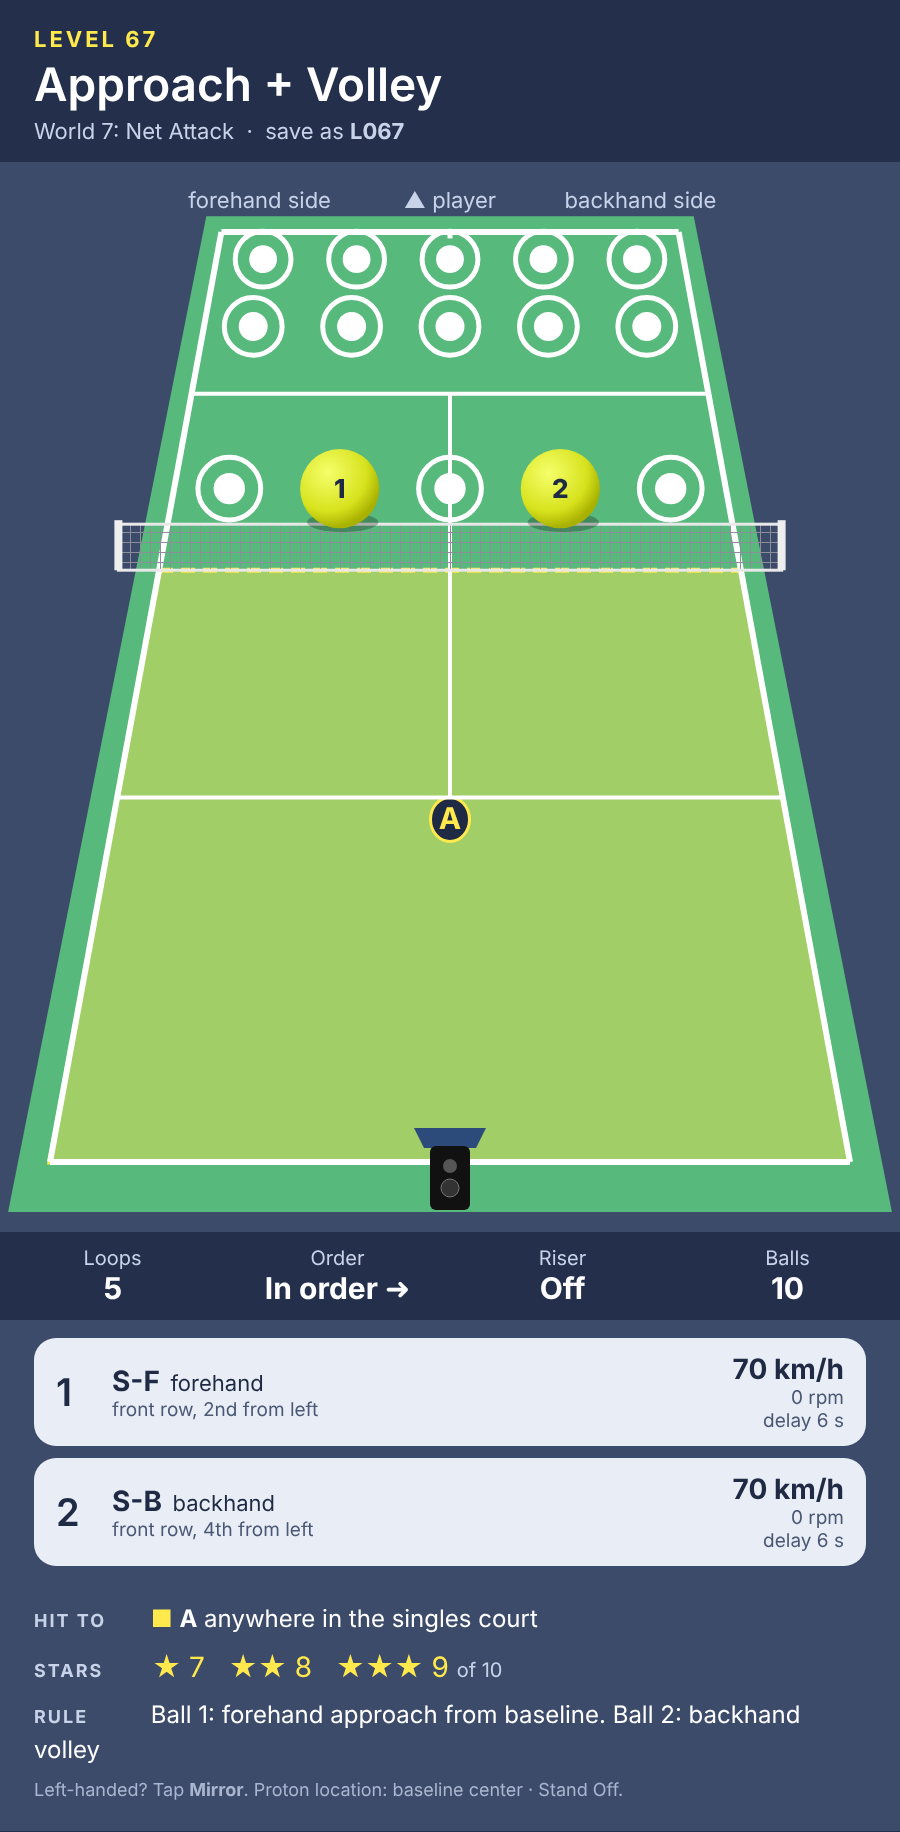 LEVEL 67
Approach + Volley
World 7: Net Attack · save as L067
forehand side ▲ player backhand side
1 2
A
Loops Order Riser Balls
5 In order ➜ Off 10
1 S-F forehand 70 km/h
front row, 2nd from left 0 rpm
delay 6 s
2 S-B backhand 70 km/h
front row, 4th from left 0 rpm
delay 6 s
HIT TO ■ A anywhere in the singles court
STARS ★ 7 ★★ 8 ★★★ 9 of 10
RULE Ball 1: forehand approach from baseline. Ball 2: backhand
volley
Left-handed? Tap Mirror. Proton location: baseline center · Stand Off.